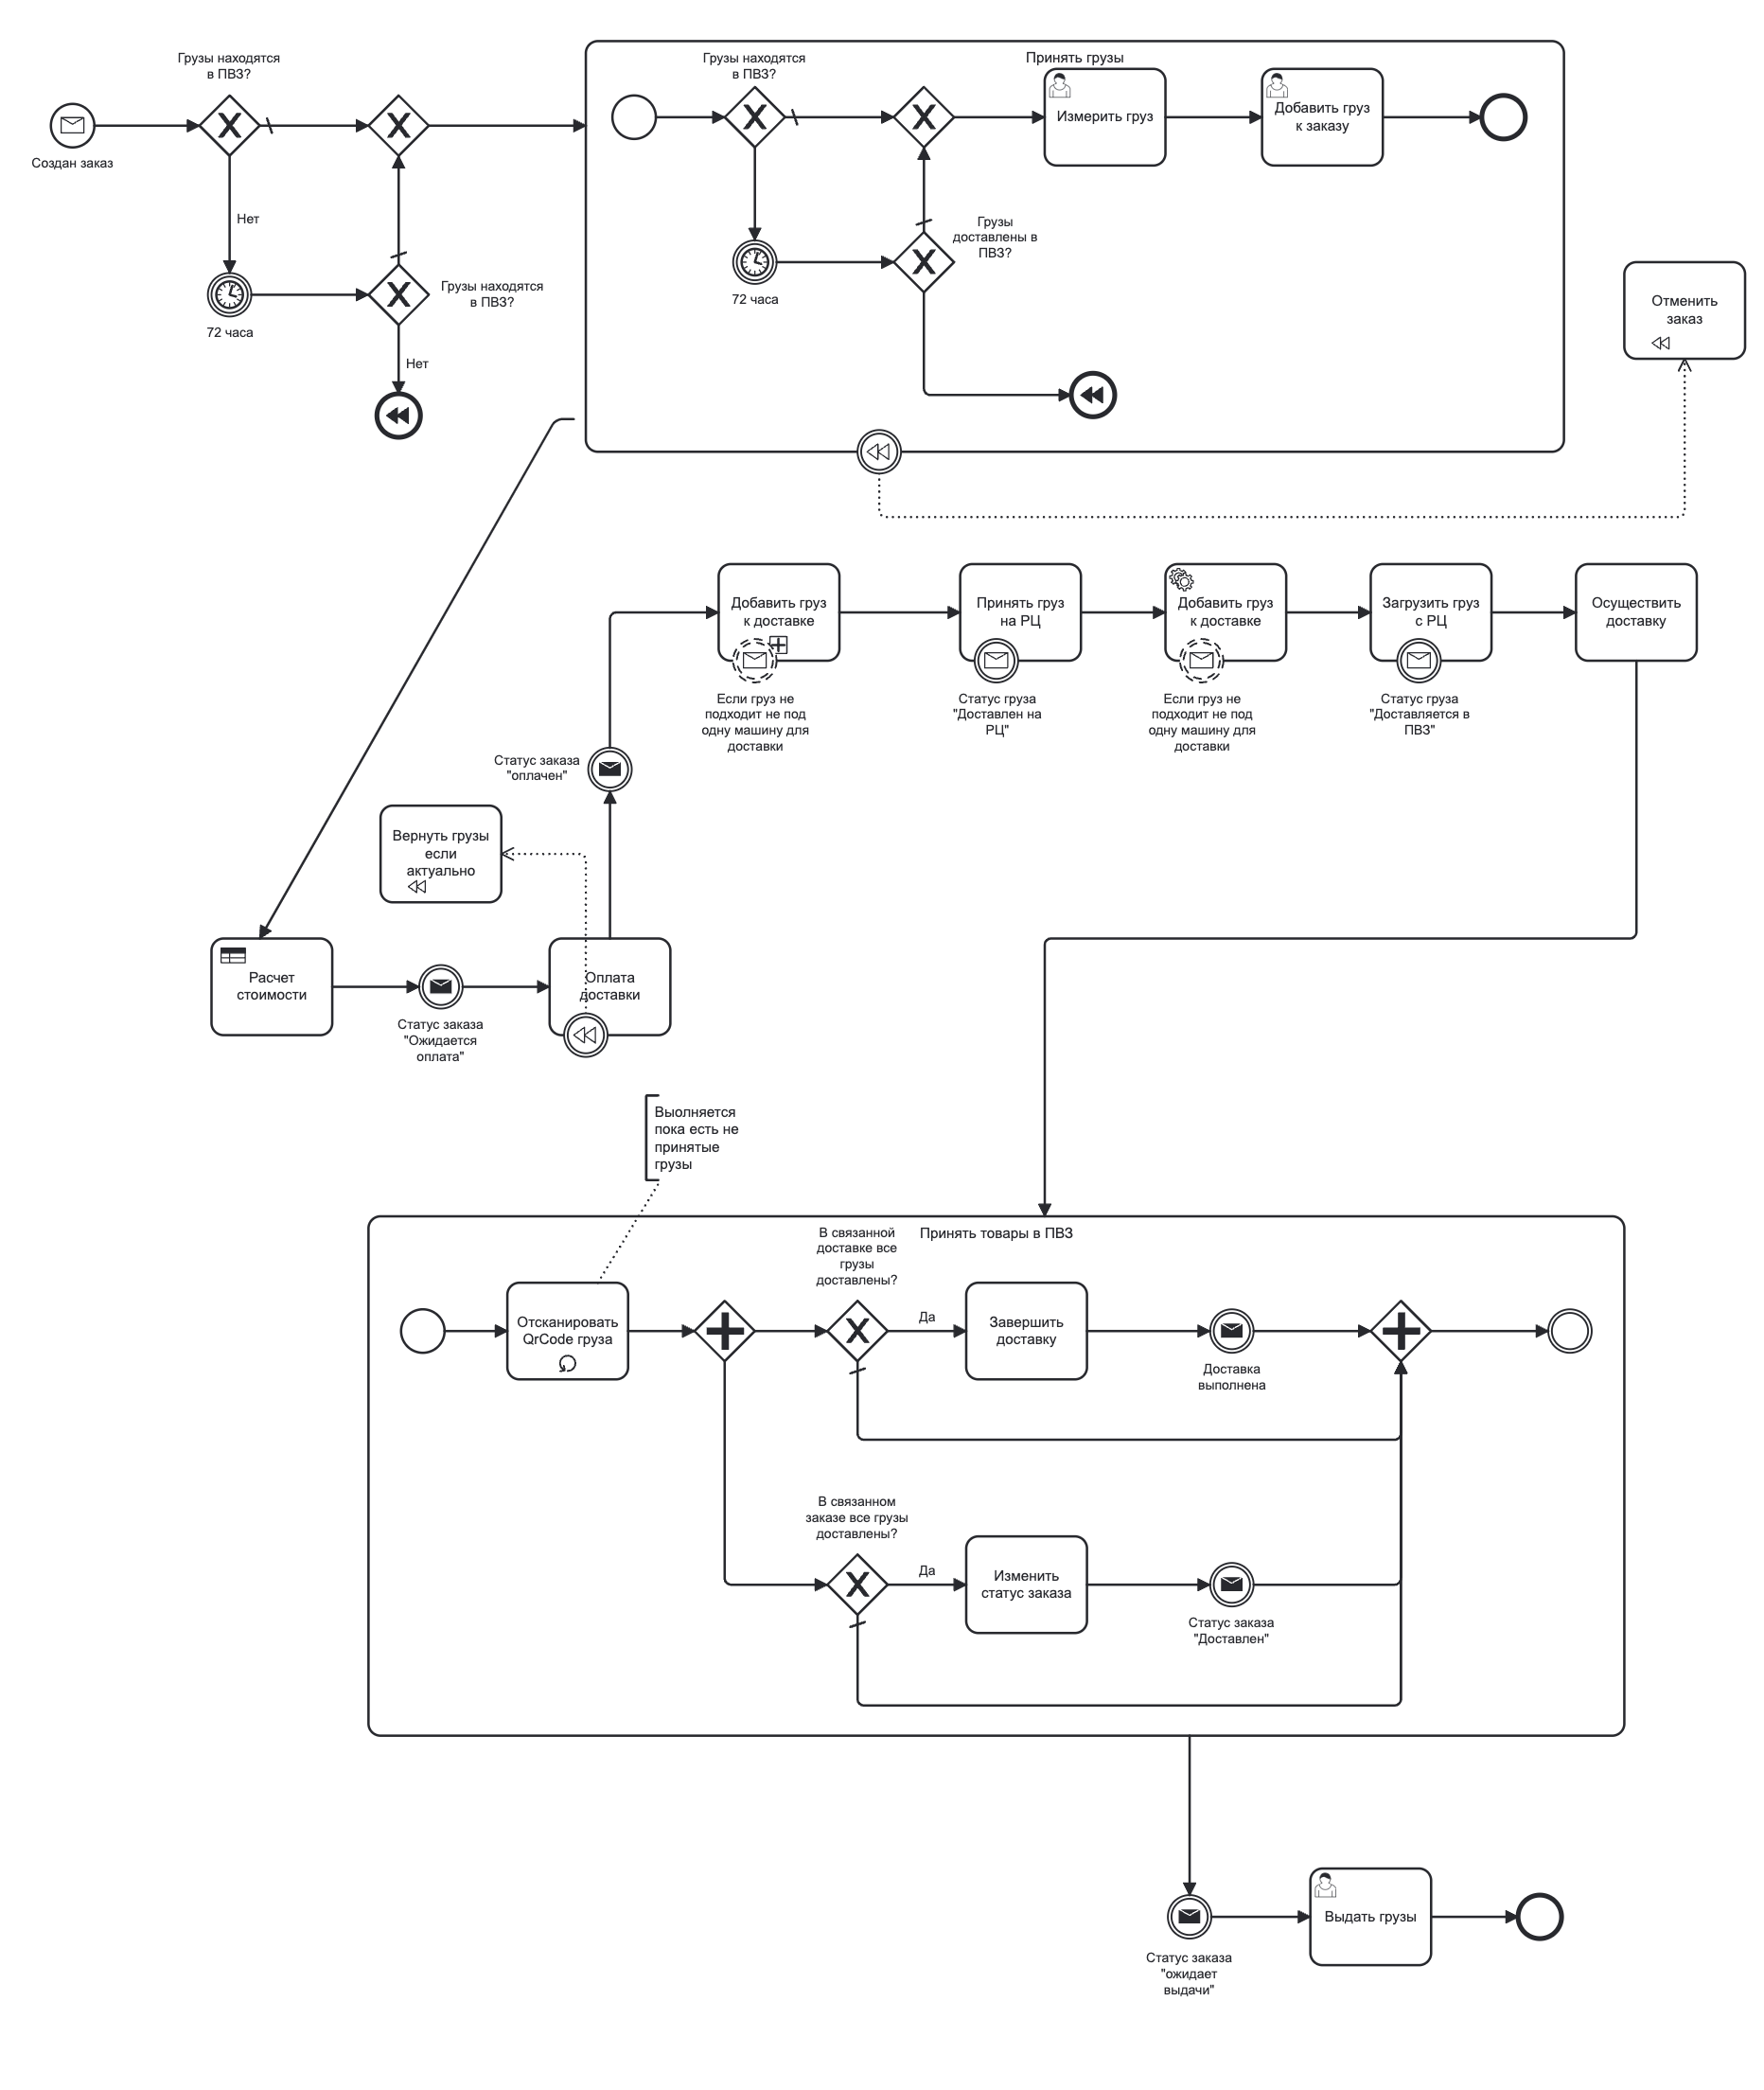 Грузы находятся
в ПВЗ?
Создан заказ
Нет
72 часа
Грузы находятся
в ПВЗ?
Нет
Принять грузы
Грузы находятся
в ПВЗ?
Измерить груз
Добавить груз
к заказу
Грузы
доставлены в
ПВЗ?
72 часа
Отменить
заказ
Добавить груз
к доставке
Если груз не
подходит не под
одну машину для
доставки
Принять груз
на РЦ
Статус груза
"Доставлен на
РЦ"
Добавить груз
к доставке
Если груз не
подходит не под
одну машину для
доставки
Загрузить груз
с РЦ
Статус груза
"Доставляется в
ПВЗ"
Осуществить
доставку
Статус заказа
"оплачен"
Вернуть грузы
если
актуально
Расчет
стоимости
Статус заказа
"Ожидается
оплата"
Оплата
доставки
Выолняется
пока есть не
принятые
грузы
Принять товары в ПВЗ
В связанной
доставке все
грузы
доставлены?
Отсканировать
QrCode груза
Да
Завершить
доставку
Доставка
выполнена
В связанном
заказе все грузы
доставлены?
Да
Изменить
статус заказа
Статус заказа
"Доставлен"
Статус заказа
"ожидает
выдачи"
Выдать грузы